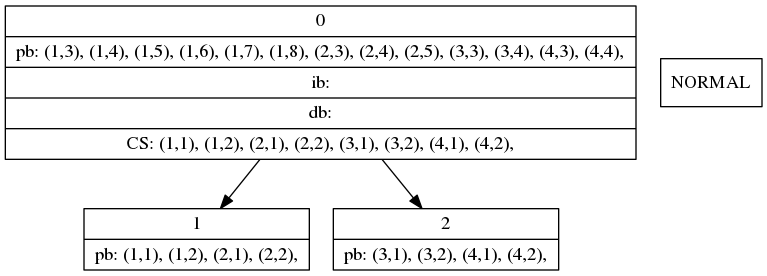 0
pb: (1,3), (1,4), (1,5), (1,6), (1,7), (1,8), (2,3), (2,4), (2,5), (3,3), (3,4), (4,3), (4,4),
NORMAL
ib:
db:
CS: (1,1), (1,2), (2,1), (2,2), (3,1), (3,2), (4,1), (4,2),
1
pb: (1,1), (1,2), (2,1), (2,2),
2
pb: (3,1), (3,2), (4,1), (4,2),